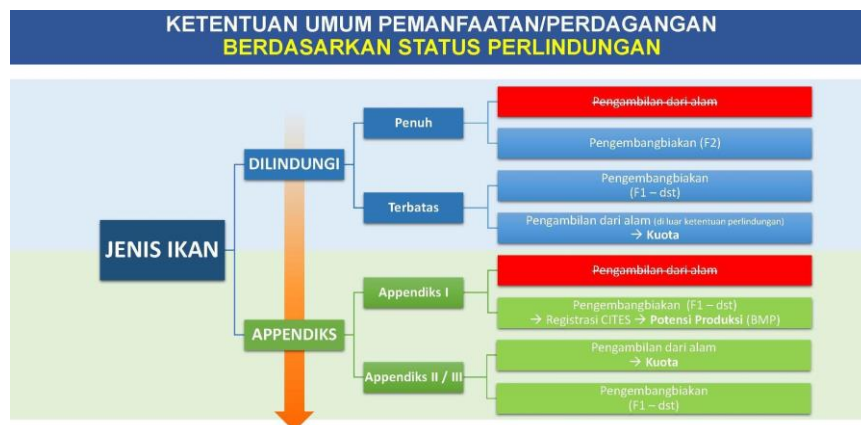 KETENTUAN UMUM PEMANFAATAN/PERDAGANGAN
BERDASARKAN STATUS PERLINDUNGAN
JENIS IKAN
DILINDUNGI
Penuh
Pengambilan dari alam
Pengembangbiakan (F2)
Terbatas
Pengembangbiakan
(F1 – dst)
Pengambilan dari alam (di luar ketentuan perlindungan)
→ Kuota
APPENDIKS
Appendiks I
Pengambilan dari alam
Pengembangbiakan (F1 – dst)
→ Registrasi CITES → Potensi Produksi (BMP)
Appendiks II / III
Pengambilan dari alam
→ Kuota
Pengembangbiakan
(F1 – dst)